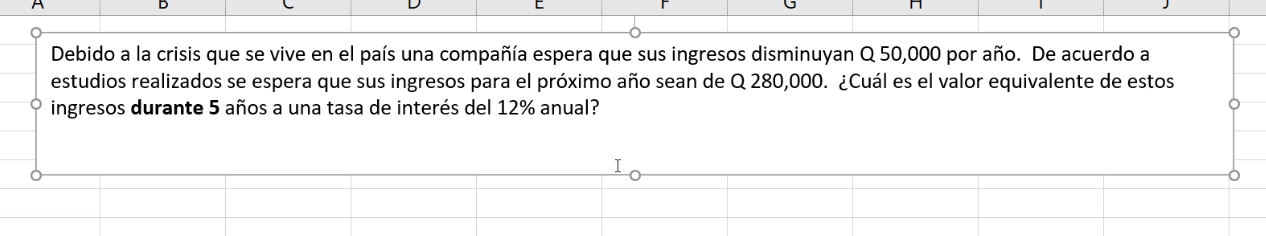 A B C D E F G H I J
Debido a la crisis que se vive en el país una compañía espera que sus ingresos disminuyan Q 50,000 por año. De acuerdo a
estudios realizados se espera que sus ingresos para el próximo año sean de Q 280,000. ¿Cuál es el valor equivalente de estos
ingresos durante 5 años a una tasa de interés del 12% anual?